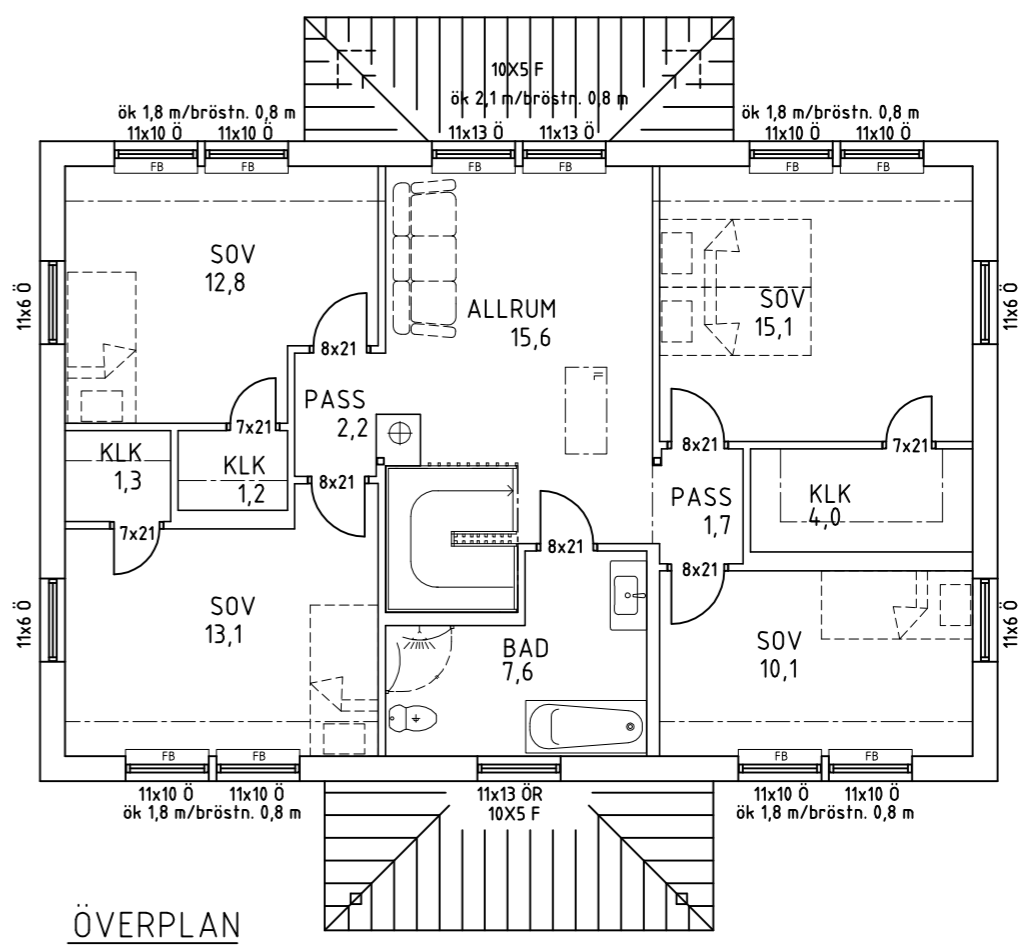 10X5 F
ök 2,1 m/bröstn. 0,8 m
ök 1,8 m/bröstn. 0,8 m
11x10 Ö 11x10 Ö
11x13 Ö 11x13 Ö
ök 1,8 m/bröstn. 0,8 m
11x10 Ö 11x10 Ö
FB FB FB FB FB FB
11x6 Ö
SOV
12,8
ALLRUM
15,6
SOV
15,1
11x6 Ö
8x21
PASS
2,2
7x21
8x21
7x21
KLK
1,3
KLK
1,2
8x21
PASS
1,7
KLK
4,0
7x21
8x21
8x21
11x6 Ö
SOV
13,1
BAD
7,6
SOV
10,1
11x6 Ö
FB FB FB FB
11x10 Ö 11x10 Ö
ök 1,8 m/bröstn. 0,8 m
11x13 ÖR
10X5 F
11x10 Ö 11x10 Ö
ök 1,8 m/bröstn. 0,8 m
ÖVERPLAN